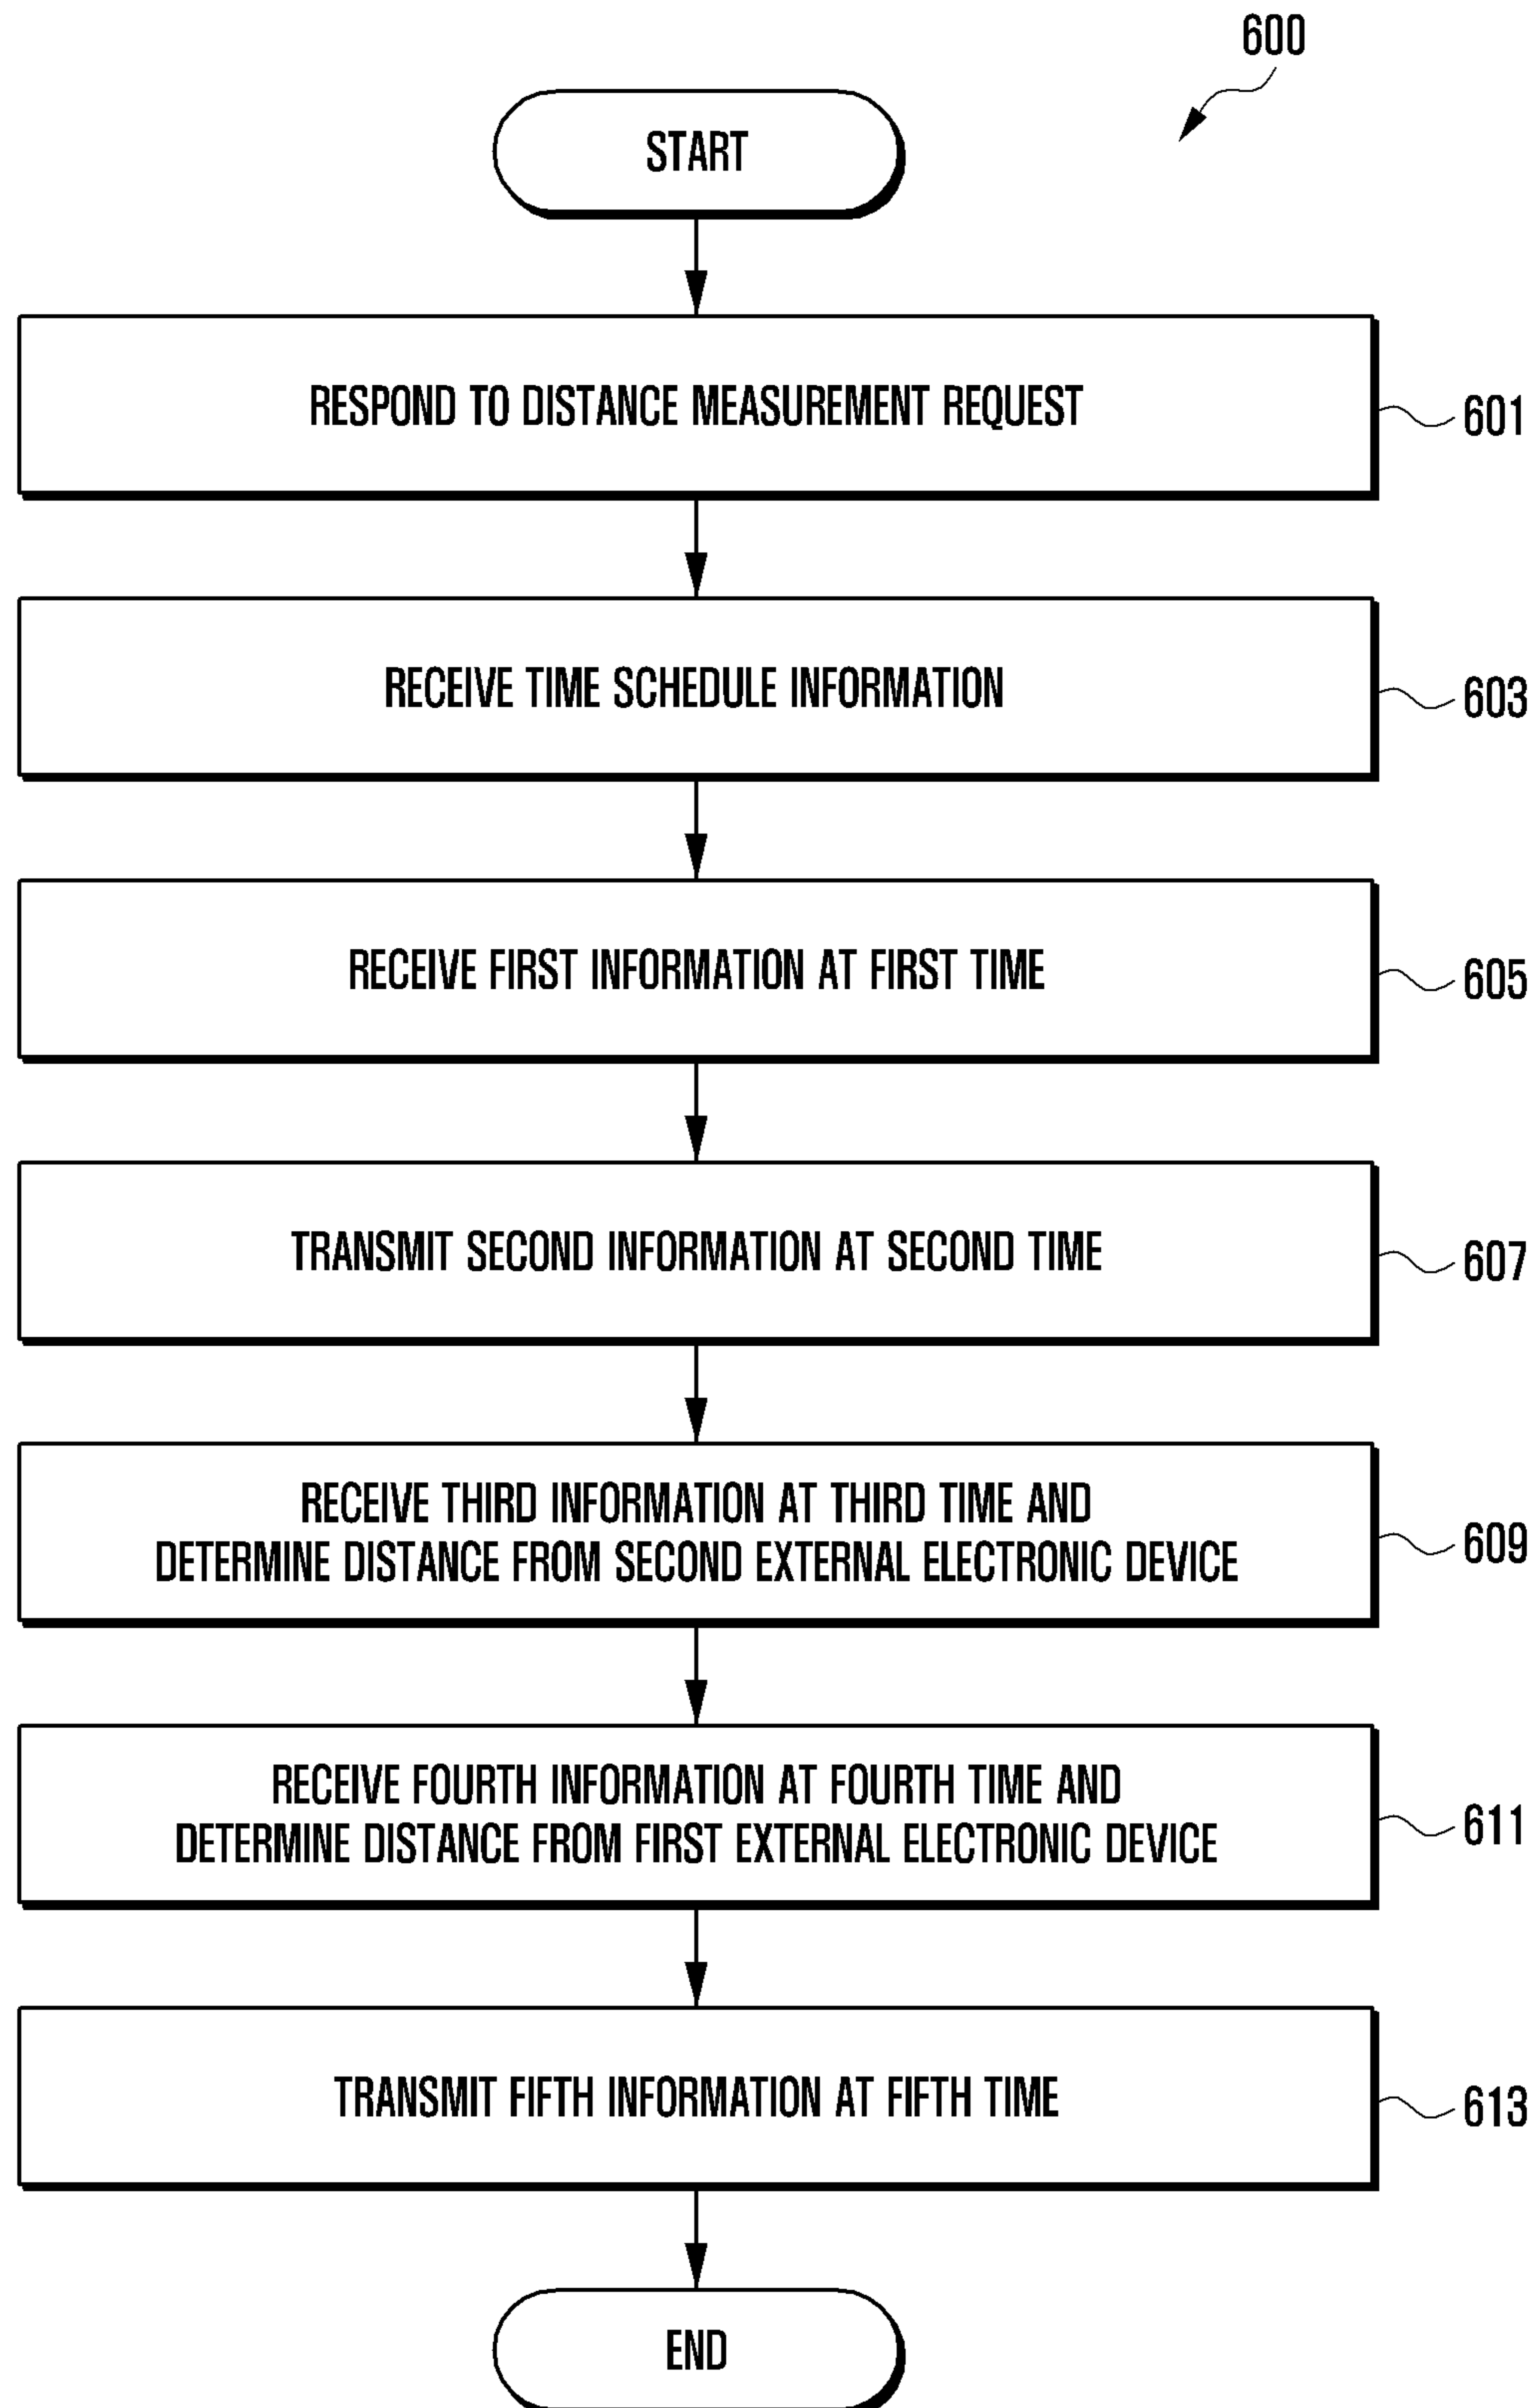 600
START
RESPOND TO DISTANCE MEASUREMENT REQUEST
601
RECEIVE TIME SCHEDULE INFORMATION
603
RECEIVE FIRST INFORMATION AT FIRST TIME
605
TRANSMIT SECOND INFORMATION AT SECOND TIME
607
RECEIVE THIRD INFORMATION AT THIRD TIME AND
DETERMINE DISTANCE FROM SECOND EXTERNAL ELECTRONIC DEVICE
609
RECEIVE FOURTH INFORMATION AT FOURTH TIME AND
DETERMINE DISTANCE FROM FIRST EXTERNAL ELECTRONIC DEVICE
611
TRANSMIT FIFTH INFORMATION AT FIFTH TIME
613
END